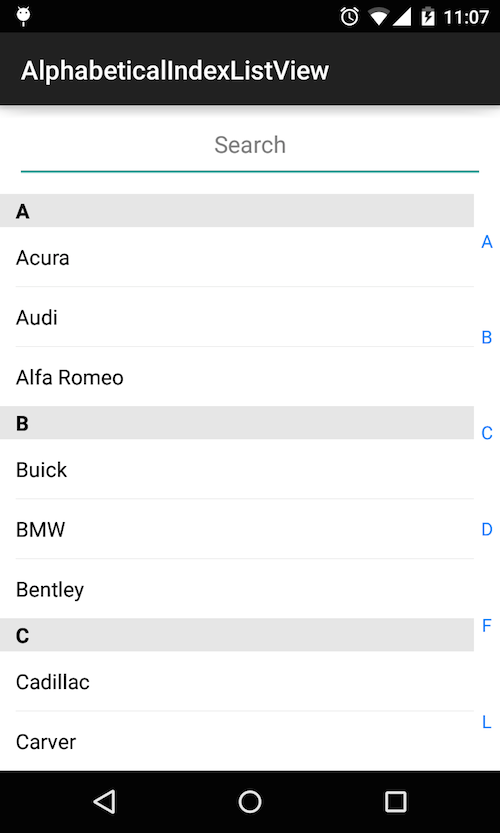 11:07
AlphabeticalIndexListView
Search
A
Acura
Audi
Alfa Romeo
B
Buick
BMW
Bentley
C
Cadillac
Carver
A
B
C
D
F
L